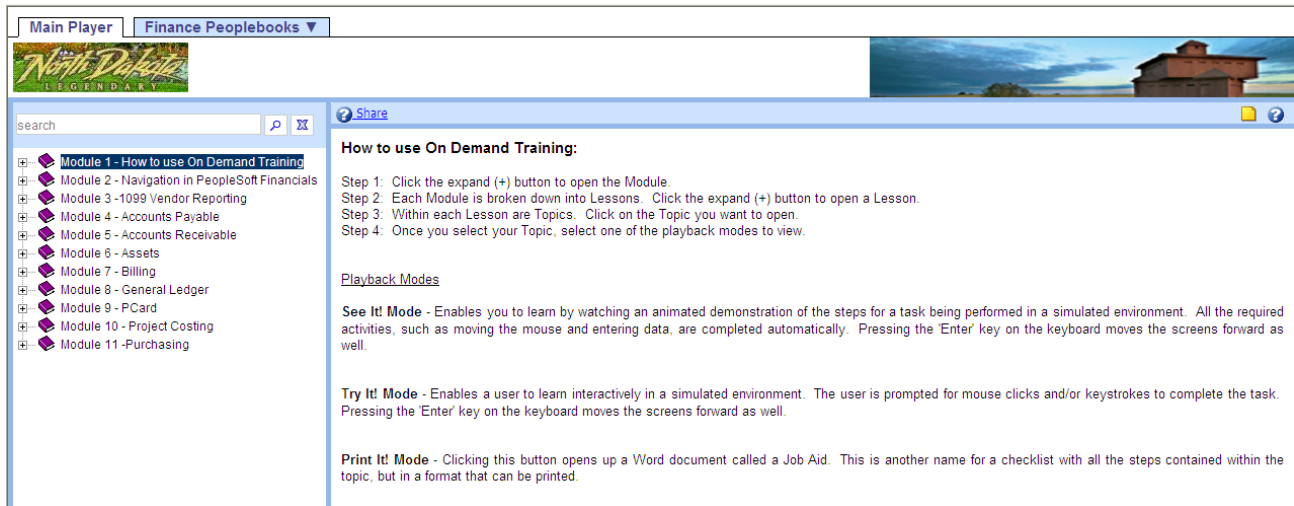 Main Player
Finance Peoplebooks ▼
North Dakota
LEGENDARY
search
Share
Module 1 - How to use On Demand Training
Module 2 - Navigation in PeopleSoft Financials
Module 3 -1099 Vendor Reporting
Module 4 - Accounts Payable
Module 5 - Accounts Receivable
Module 6 - Assets
Module 7 - Billing
Module 8 - General Ledger
Module 9 - PCard
Module 10 - Project Costing
Module 11 -Purchasing
How to use On Demand Training:
Step 1: Click the expand (+) button to open the Module.
Step 2: Each Module is broken down into Lessons. Click the expand (+) button to open a Lesson.
Step 3: Within each Lesson are Topics. Click on the Topic you want to open.
Step 4: Once you select your Topic, select one of the playback modes to view.
Playback Modes
See It! Mode - Enables you to learn by watching an animated demonstration of the steps for a task being performed in a simulated environment. All the required
activities, such as moving the mouse and entering data, are completed automatically. Pressing the 'Enter' key on the keyboard moves the screens forward as
well.
Try It! Mode - Enables a user to learn interactively in a simulated environment. The user is prompted for mouse clicks and/or keystrokes to complete the task.
Pressing the 'Enter' key on the keyboard moves the screens forward as well.
Print It! Mode - Clicking this button opens up a Word document called a Job Aid. This is another name for a checklist with all the steps contained within the
topic, but in a format that can be printed.